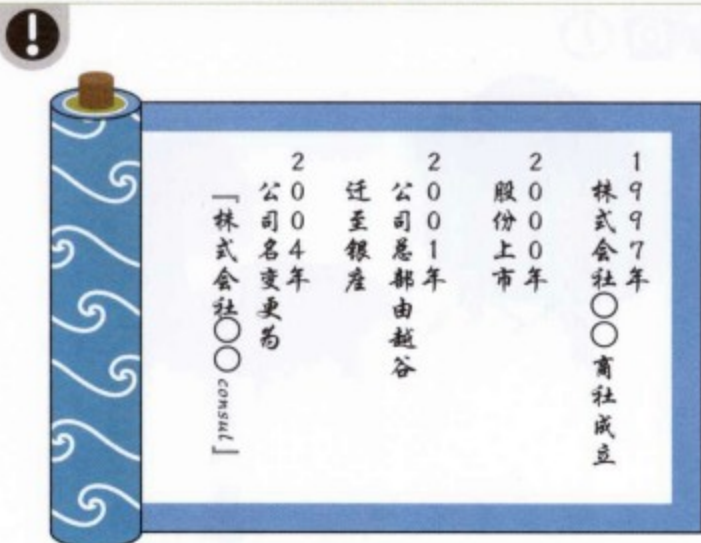 1997年
株式会社〇〇商社成立
2000年
股份上市
2001年
公司总部由越谷
迁至银座
2004年
公司名变更为
『株式会社〇〇consul』